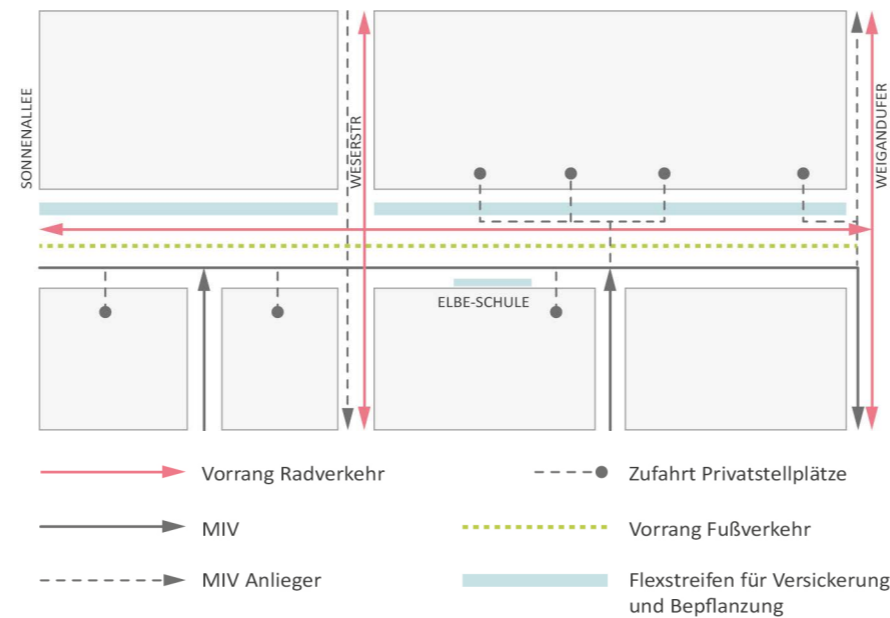 SONNENALLEE
WESERSTR
WEIGANDUFER
ELBE-SCHULE
Vorrang Radverkehr
Zufahrt Privatstellplätze
MIV
Vorrang Fußverkehr
MIV Anlieger
Flexstreifen für Versickerung
und Bepflanzung